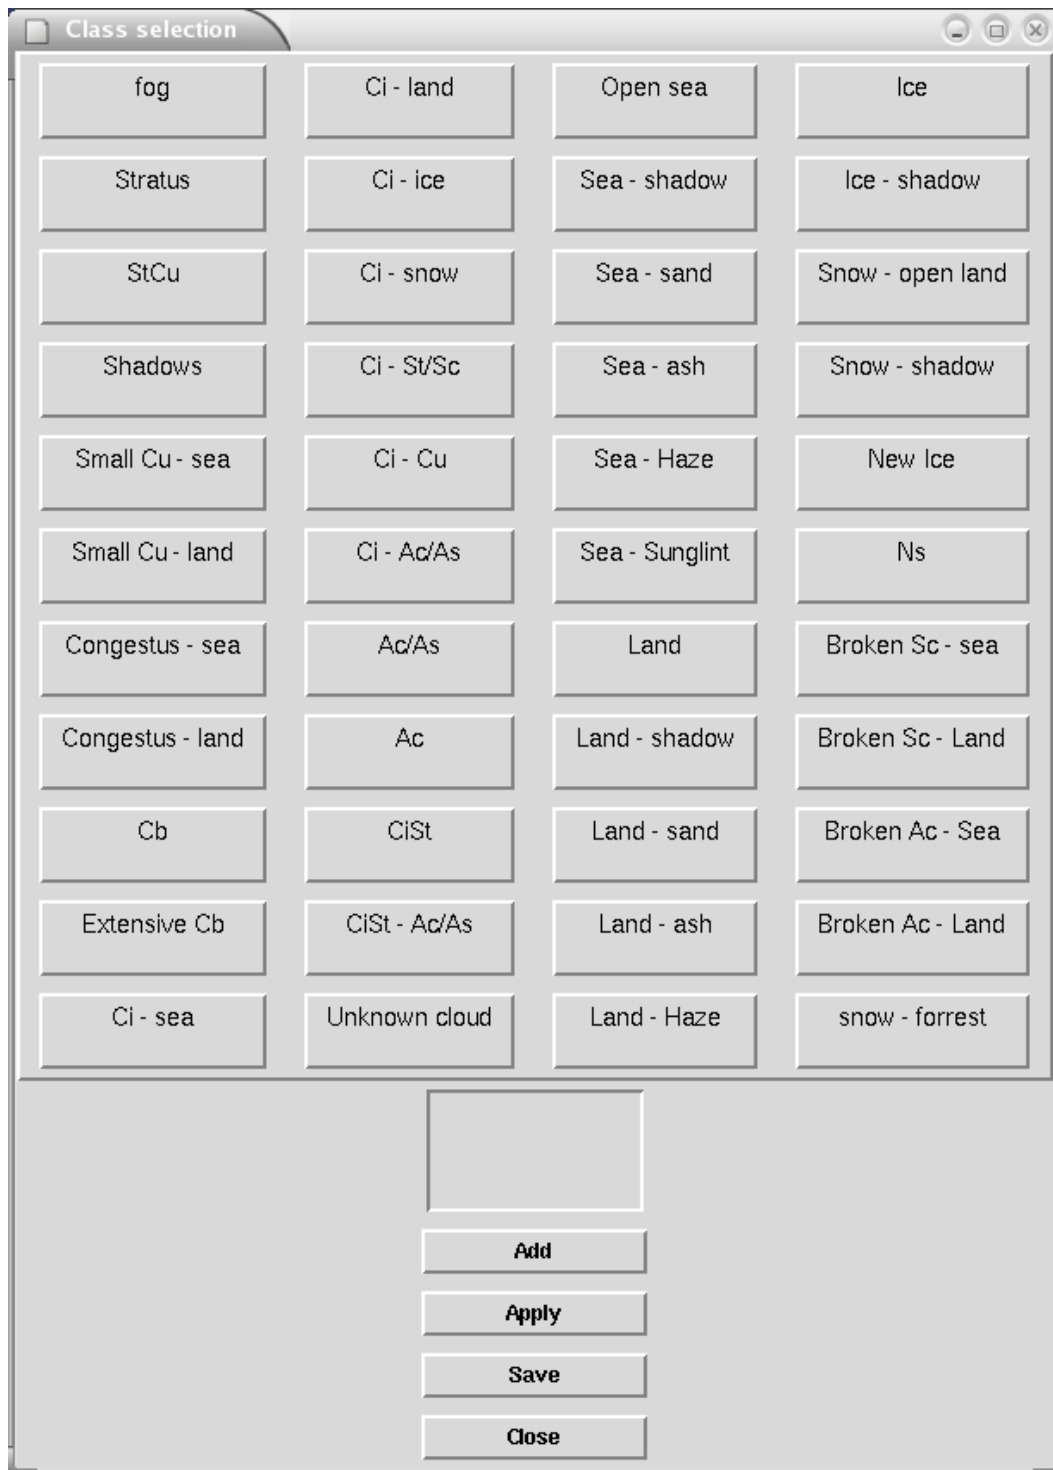 Class selection
fog Ci - land Open sea Ice
Stratus Ci - ice Sea - shadow Ice - shadow
StCu Ci - snow Sea - sand Snow - open land
Shadows Ci - St/Sc Sea - ash Snow - shadow
Small Cu - sea Ci - Cu Sea - Haze New Ice
Small Cu - land Ci - Ac/As Sea - Sunglint Ns
Congestus - sea Ac/As Land Broken Sc - sea
Congestus - land Ac Land - shadow Broken Sc - Land
Cb CiSt Land - sand Broken Ac - Sea
Extensive Cb CiSt - Ac/As Land - ash Broken Ac - Land
Ci - sea Unknown cloud Land - Haze snow - forrest
Add
Apply
Save
Close